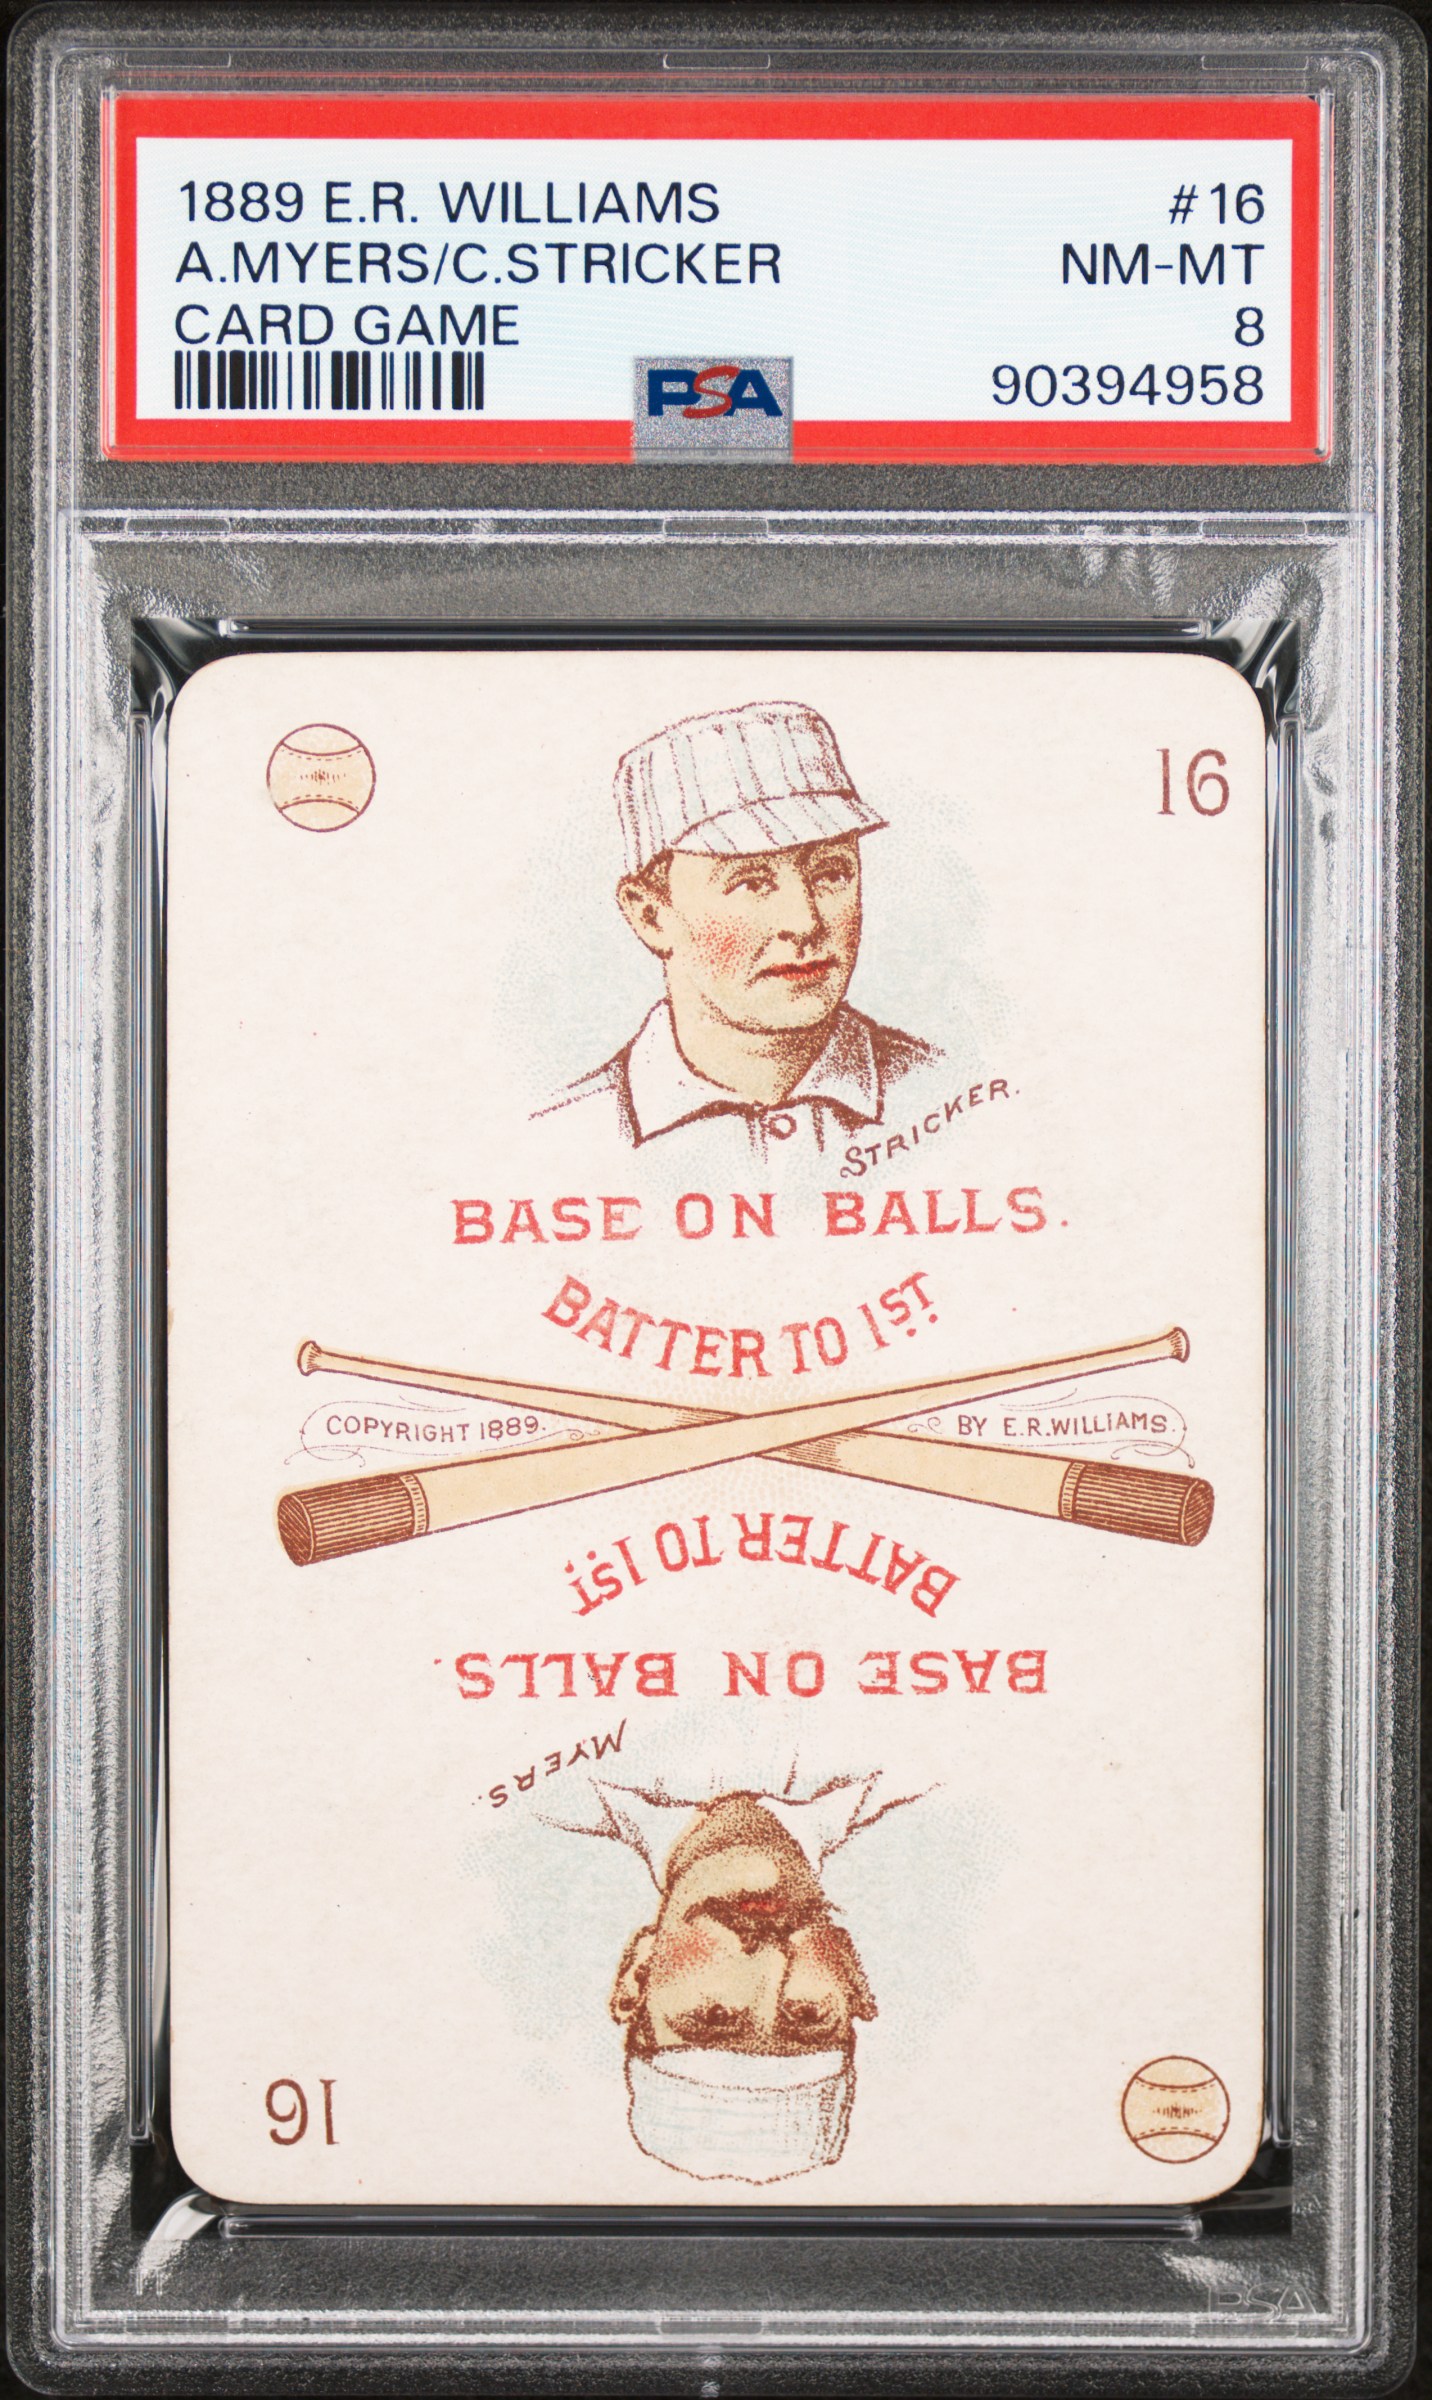 1889 E.R. WILLIAMS #16
A.MYERS/C.STRICKER NM-MT
CARD GAME 8
PSA 90394958
16
STRICKER.
BASE ON BALLS.
BATTER TO 1ST.
COPYRIGHT 1889. BY E.R.WILLIAMS.
BATTER TO 1ST.
BASE ON BALLS.
MYERS.
16
PSA